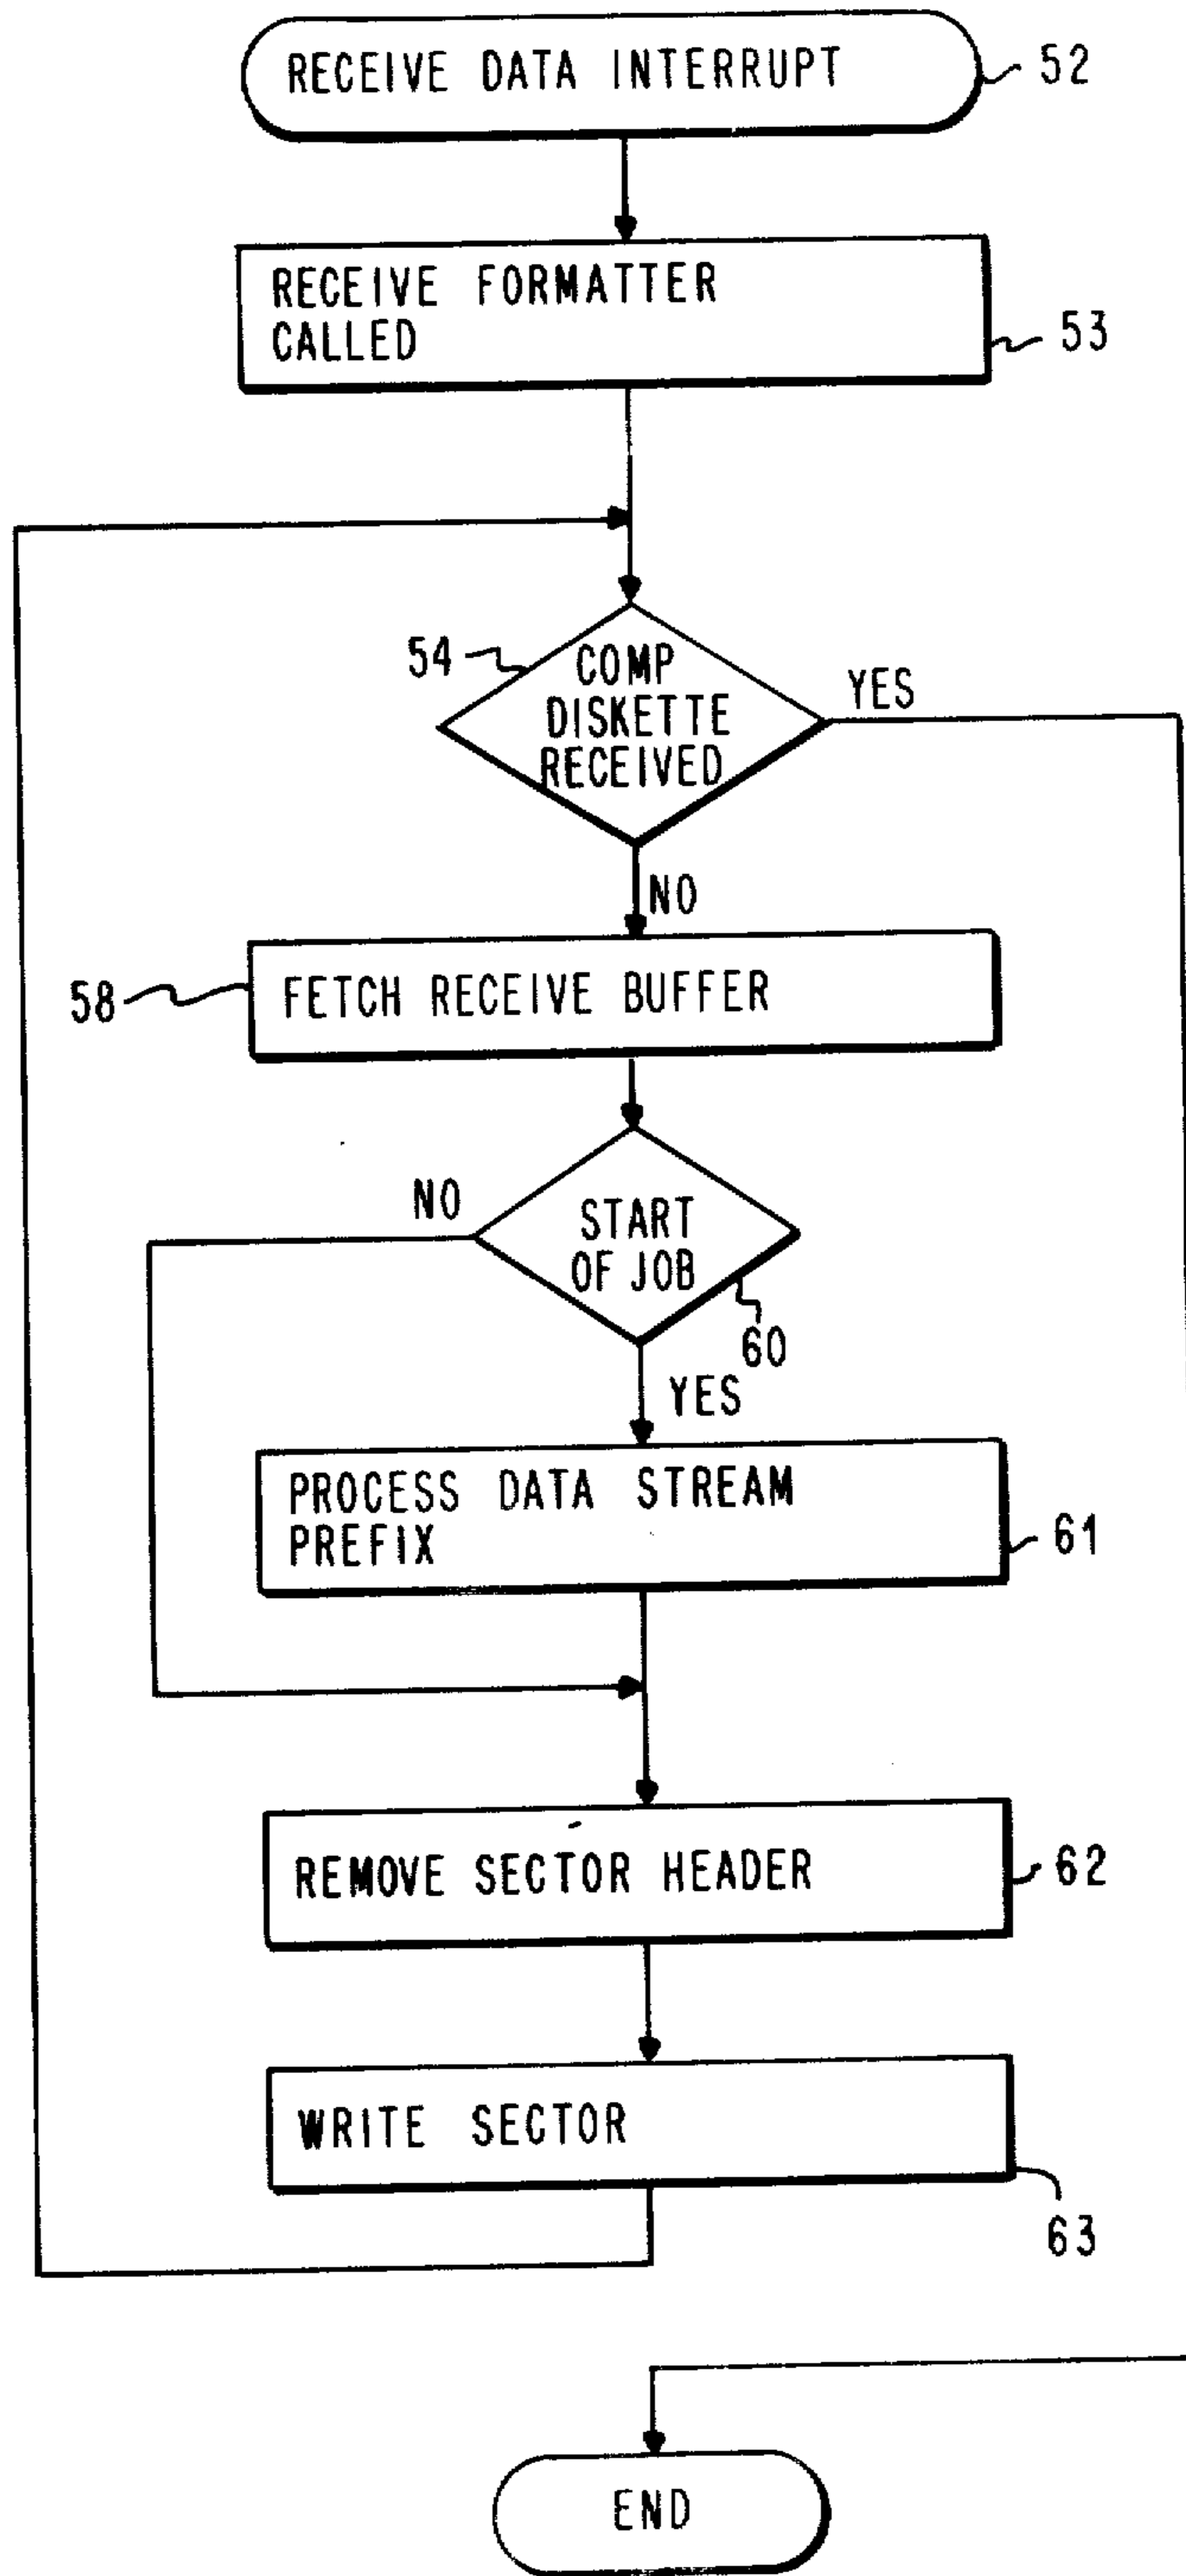 RECEIVE DATA INTERRUPT
52
RECEIVE FORMATTER
CALLED
53
54
COMP
DISKETTE
RECEIVED
YES
NO
58
FETCH RECEIVE BUFFER
NO
START
OF JOB
60
YES
PROCESS DATA STREAM
PREFIX
61
REMOVE SECTOR HEADER
62
WRITE SECTOR
63
END